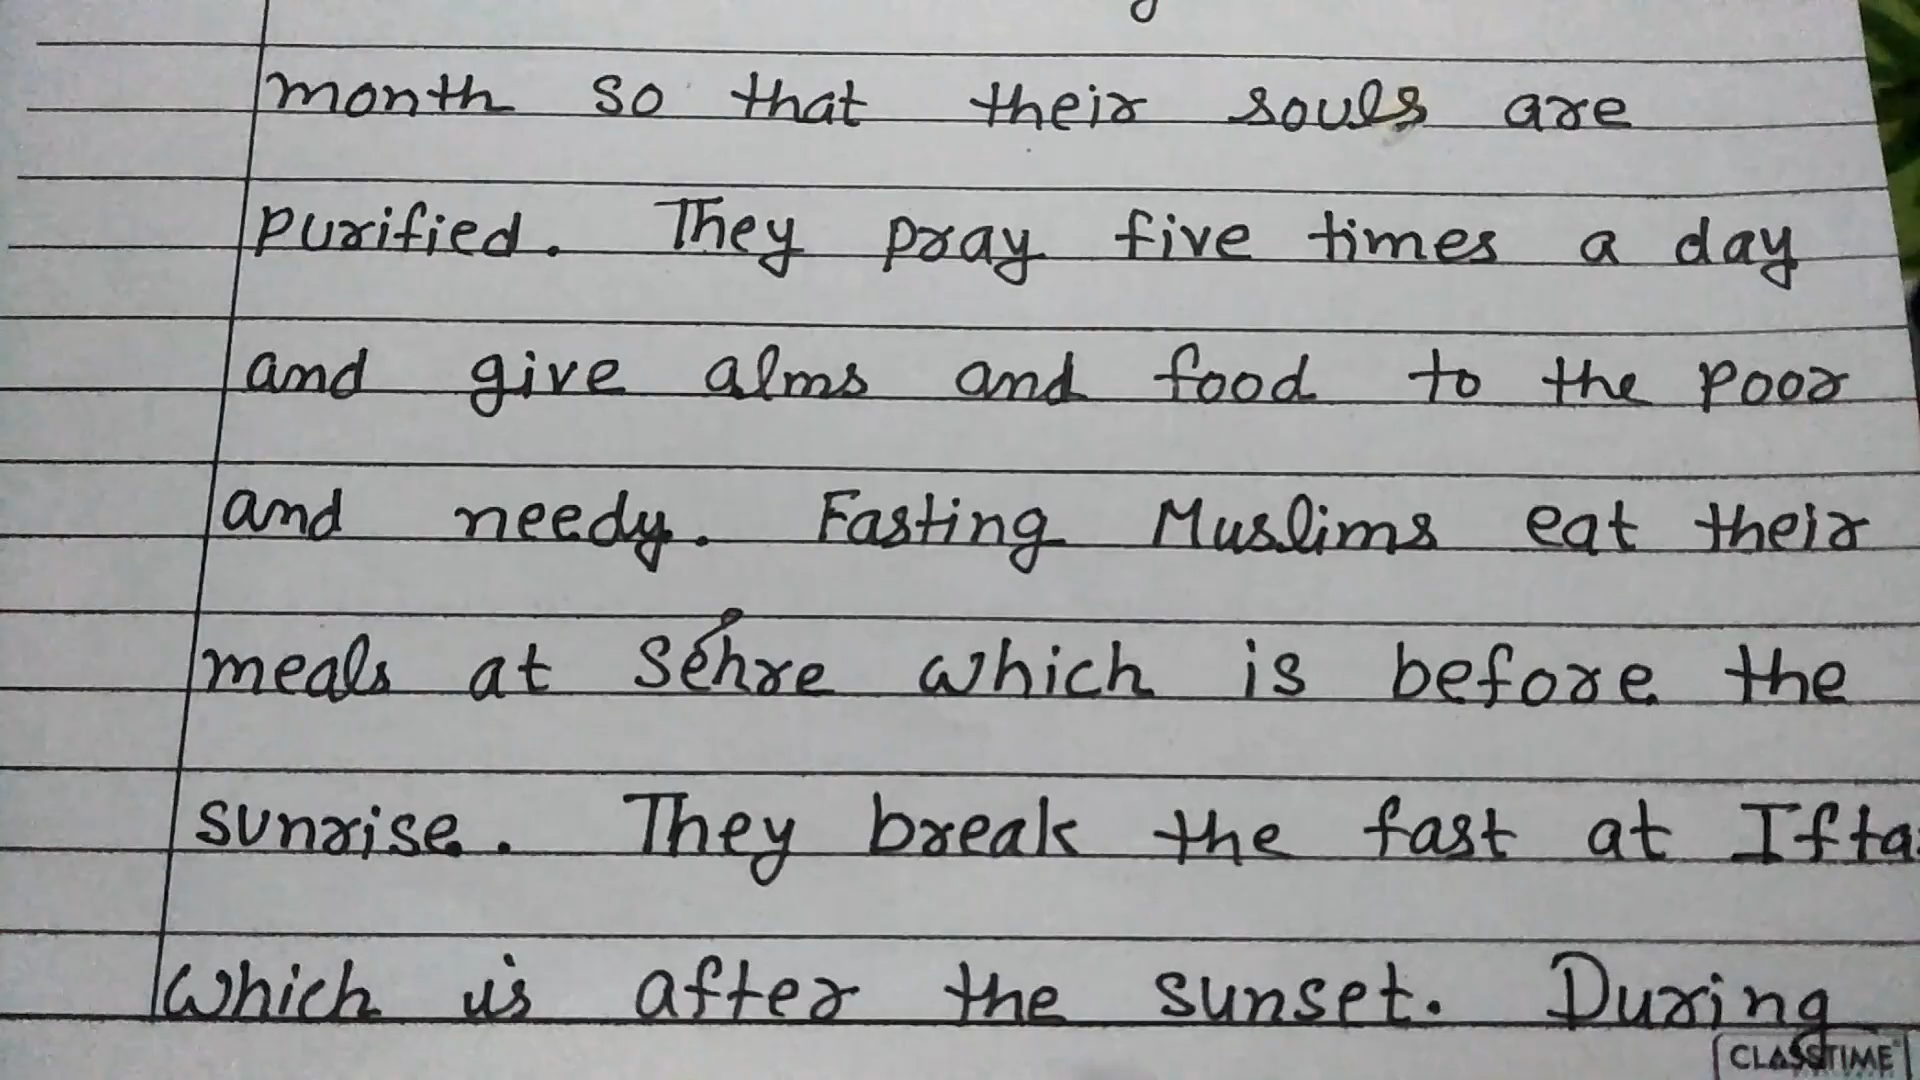 month so that their souls are
purified. They pray five times a day
and give alms and food to the poor
and needy. Fasting Muslims eat their
meals at Sehre which is before the
sunrise. They break the fast at Ifta
which is after the sunset. During
CLASSTIME